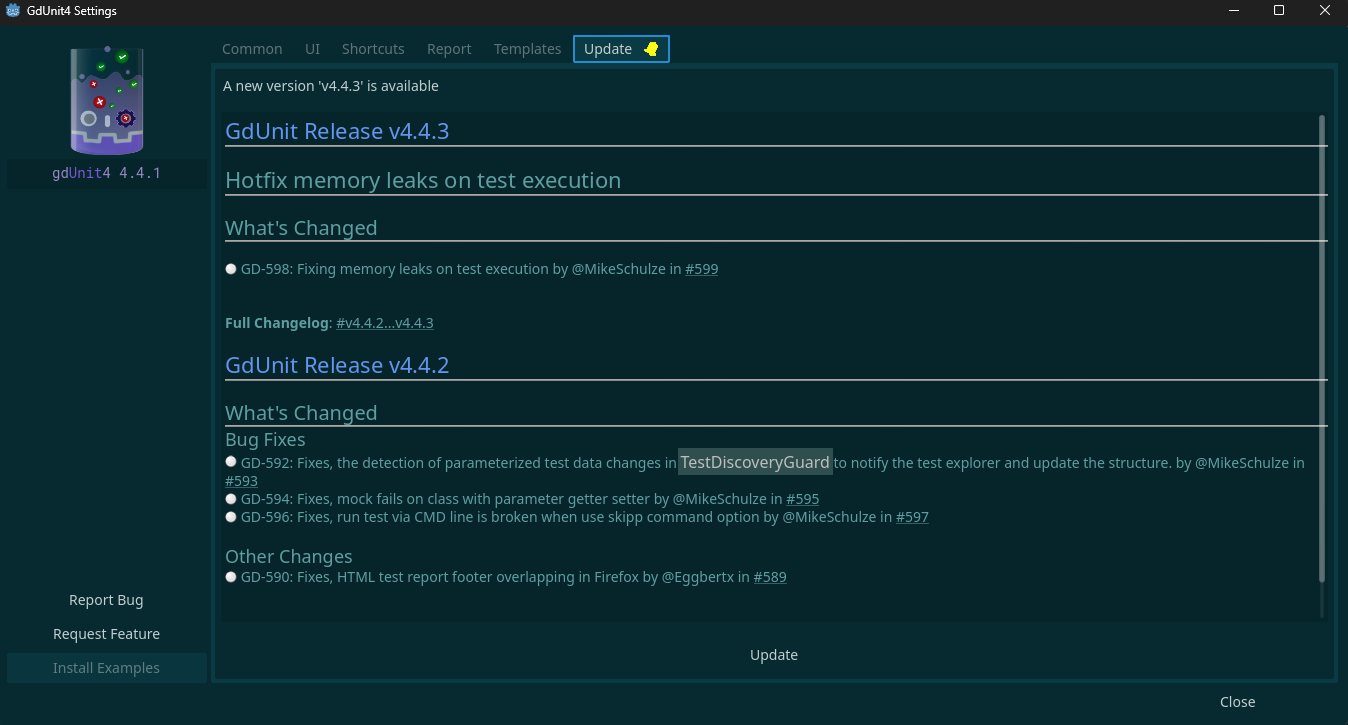 GdUnit4 Settings
Common UI Shortcuts Report Templates Update
A new version 'v4.4.3' is available
gdUnit4 4.4.1
GdUnit Release v4.4.3
Hotfix memory leaks on test execution
What's Changed
GD-598: Fixing memory leaks on test execution by @MikeSchulze in #599
Full Changelog: #v4.4.2...v4.4.3
GdUnit Release v4.4.2
What's Changed
Bug Fixes
GD-592: Fixes, the detection of parameterized test data changes in TestDiscoveryGuard to notify the test explorer and update the structure. by @MikeSchulze in
#593
GD-594: Fixes, mock fails on class with parameter getter setter by @MikeSchulze in #595
GD-596: Fixes, run test via CMD line is broken when use skipp command option by @MikeSchulze in #597
Other Changes
GD-590: Fixes, HTML test report footer overlapping in Firefox by @Eggbertx in #589
Report Bug
Request Feature
Install Examples
Update
Close